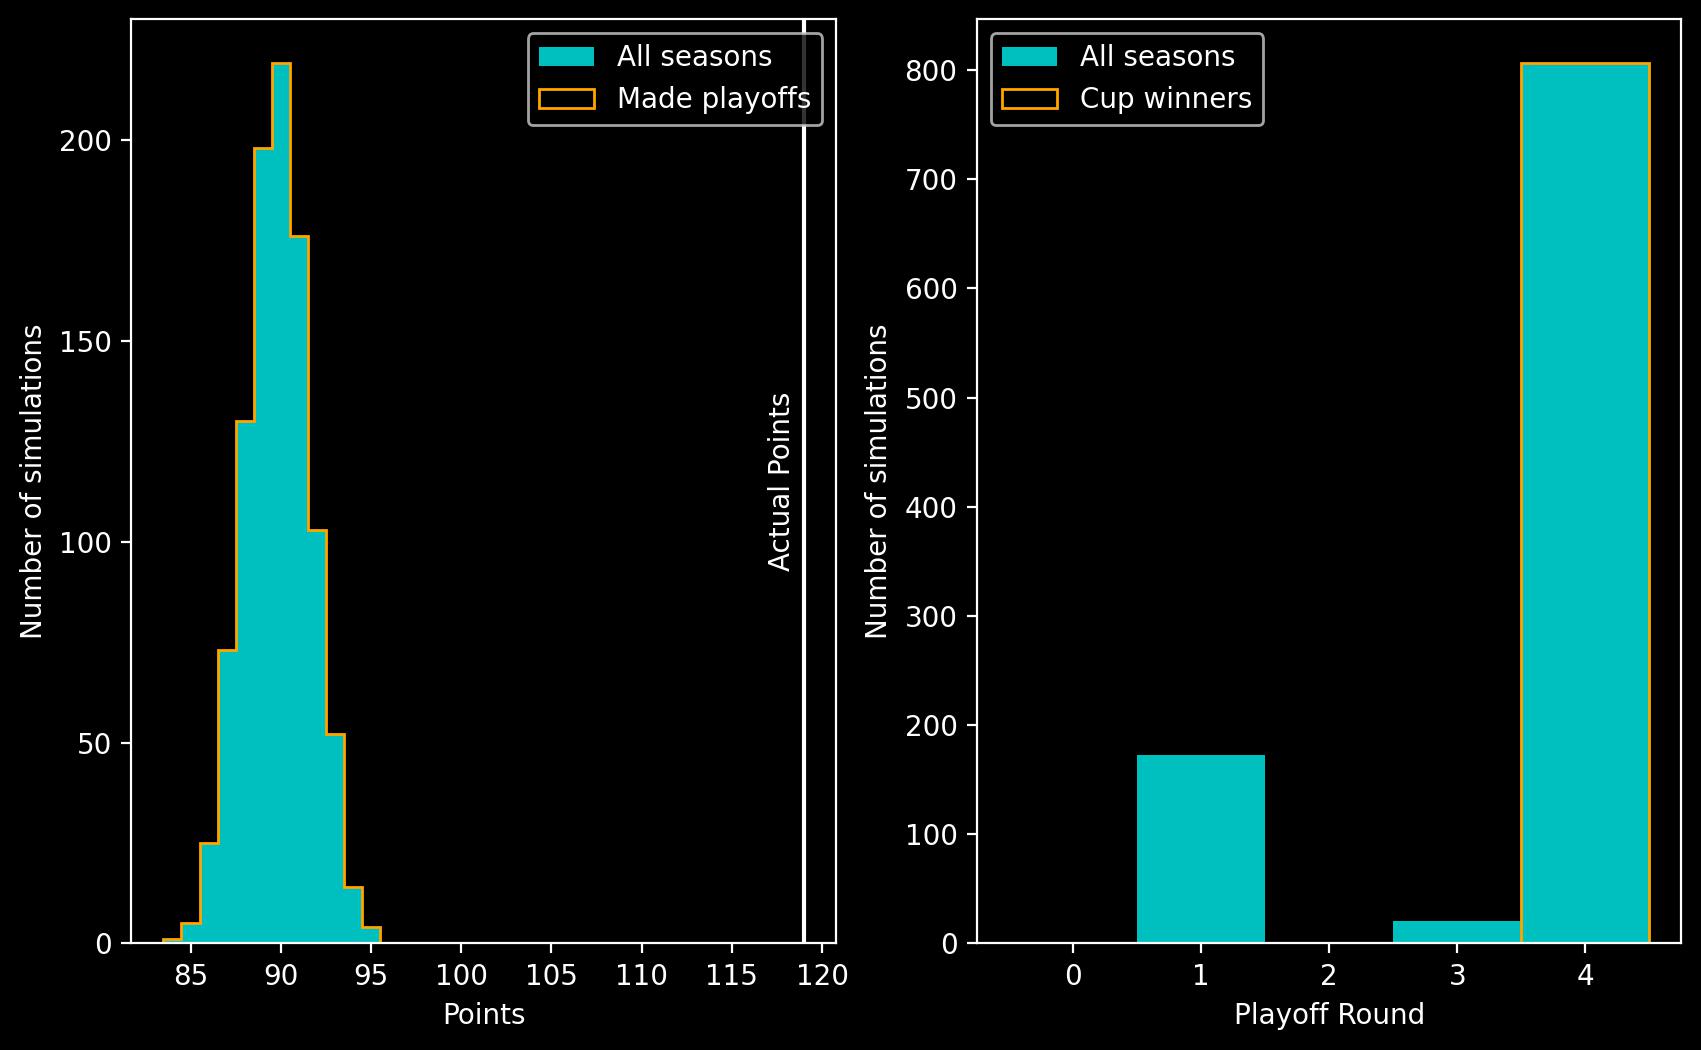 All seasons
Made playoffs
Number of simulations
200
150
100
50
0
Actual Points
85 90 95 100 105 110 115 120
Points
All seasons
Cup winners
Number of simulations
800
700
600
500
400
300
200
100
0
0 1 2 3 4
Playoff Round